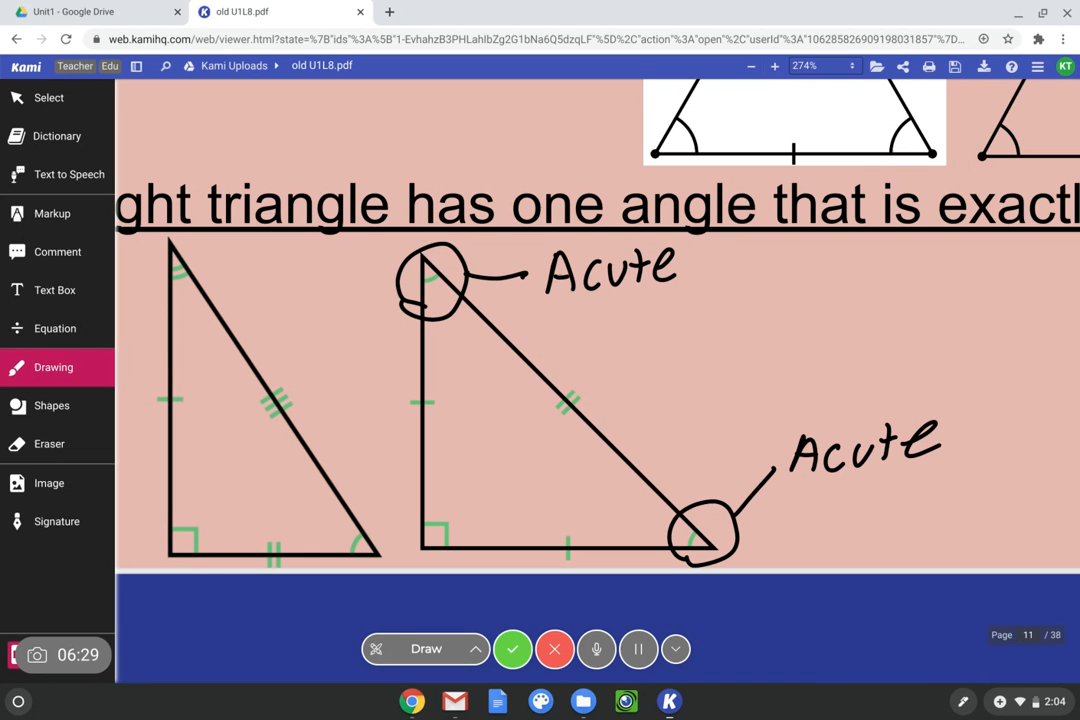 Unit1 - Google Drive
old U1L8.pdf
web.kamihq.com/web/viewer.html?state=%7B"ids"%3A%5B"1-EvhahzB3PHLahIbZg2G1bNa6Q5dzqLF"%5D%2C"action"%3A"open"%2C"userId"%3A"106285826909198031857"%7D...
Kami Teacher Edu Kami Uploads old U1L8.pdf 274% KT
Select
Dictionary
Text to Speech
Markup
Comment
Text Box
Equation
Drawing
Shapes
Eraser
Image
Signature
ght triangle has one angle that is exactl
Acute
Acute
Page 11 / 38
06:29
Draw
2:04